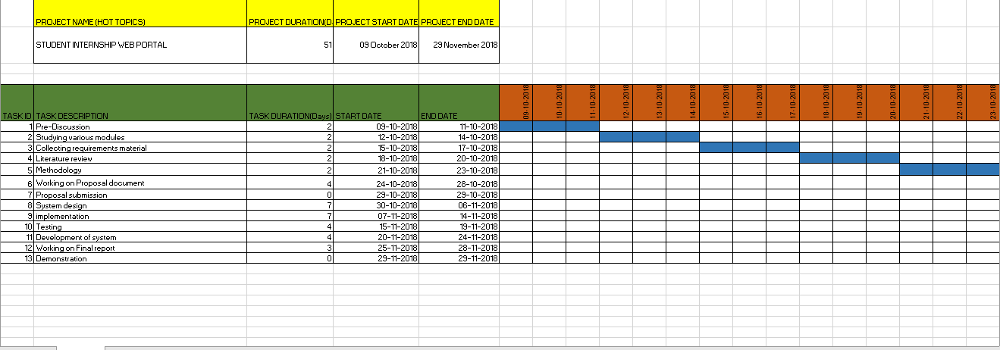 PROJECT NAME (HOT TOPICS) PROJECT DURATION(D. PROJECT START DATE PROJECT END DATE
STUDENT INTERNSHIP WEB PORTAL 51 09 October 2018 29 November 2018
TASK ID TASK DESCRIPTION TASK DURATION(Days) START DATE END DATE 09-10-2018 10-10-2018 11-10-2018 12-10-2018 13-10-2018 14-10-2018 15-10-2018 16-10-2018 17-10-2018 18-10-2018 19-10-2018 20-10-2018 21-10-2018 22-10-2018 23-10-2018
1 Pre-Discussion 2 09-10-2018 11-10-2018
2 Studying various modules 2 12-10-2018 14-10-2018
3 Collecting requirements material 2 15-10-2018 17-10-2018
4 Literature review 2 18-10-2018 20-10-2018
5 Methodology 2 21-10-2018 23-10-2018
6 Working on Proposal document 4 24-10-2018 28-10-2018
7 Proposal submission 0 29-10-2018 29-10-2018
8 System design 7 30-10-2018 06-11-2018
9 implementation 7 07-11-2018 14-11-2018
10 Testing 4 15-11-2018 19-11-2018
11 Development of system 4 20-11-2018 24-11-2018
12 Working on Final report 3 25-11-2018 28-11-2018
13 Demonstration 0 29-11-2018 29-11-2018